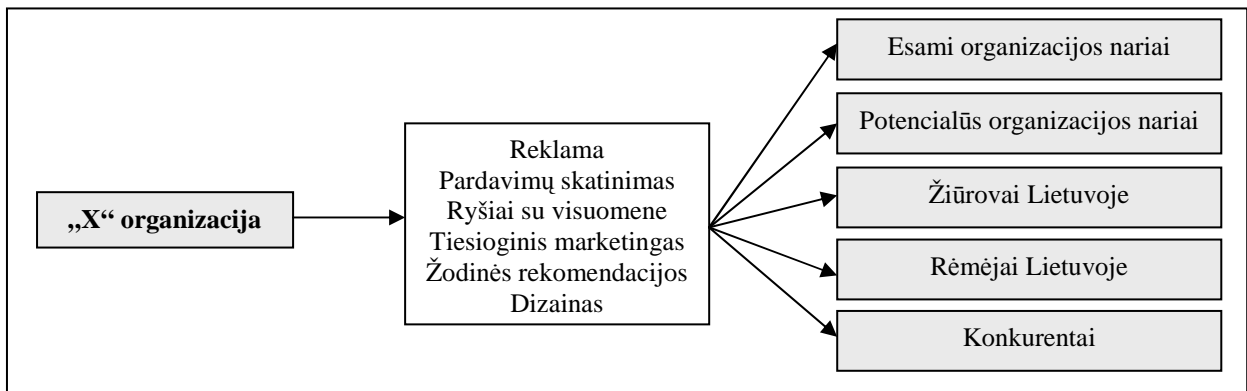 „X“ organizacija
Reklama
Pardavimų skatinimas
Ryšiai su visuomene
Tiesioginis marketingas
Žodinės rekomendacijos
Dizainas
Esami organizacijos nariai
Potencialūs organizacijos nariai
Žiūrovai Lietuvoje
Rėmėjai Lietuvoje
Konkurentai